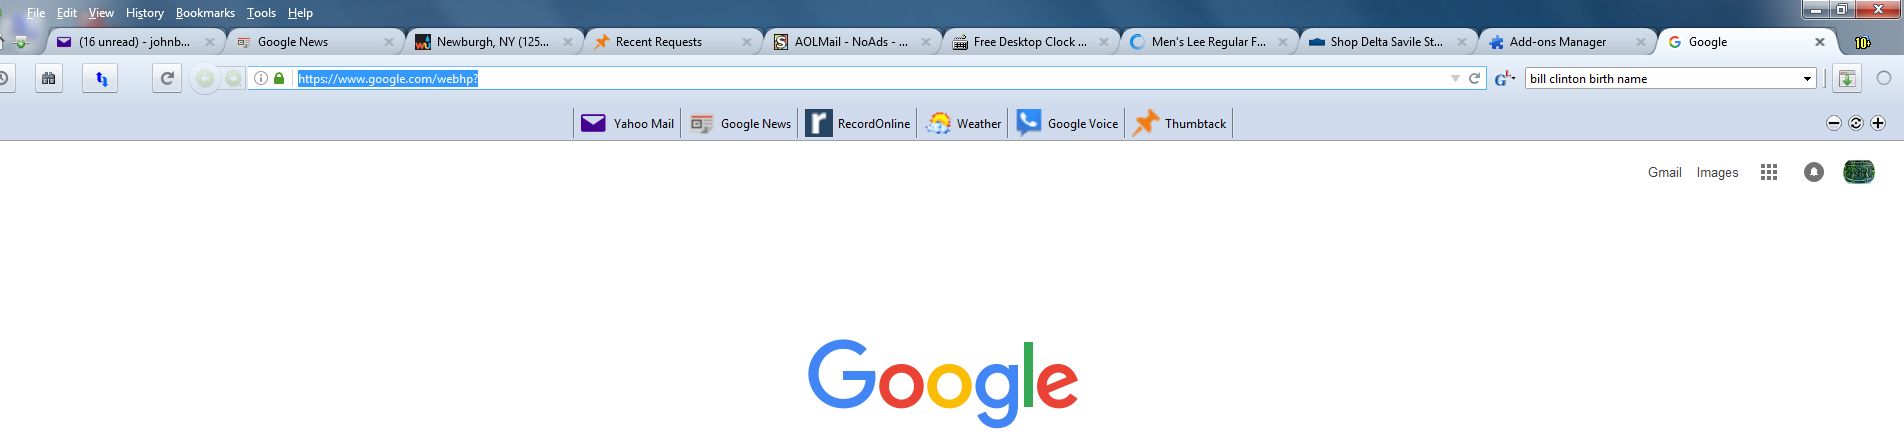 File Edit View History Bookmarks Tools Help
(16 unread) - johnb... Google News Newburgh, NY (125... Recent Requests AOLMail - NoAds - ... Free Desktop Clock ... Men's Lee Regular F... Shop Delta Savile St... Add-ons Manager Google 10+
https://www.google.com/webhp? bill clinton birth name
Yahoo Mail Google News RecordOnline Weather Google Voice Thumbtack
Gmail Images
Google